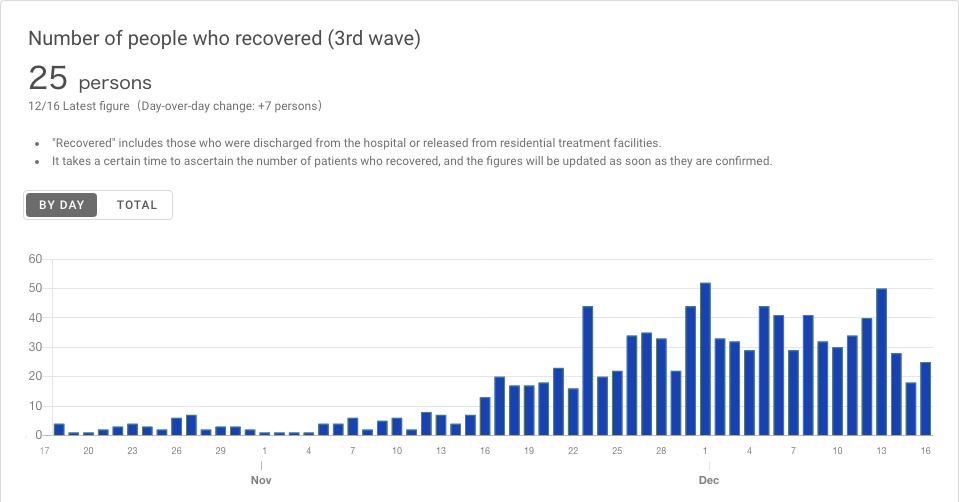 Number of people who recovered (3rd wave)
25 persons
12/16 Latest figure (Day-over-day change: +7 persons)
• "Recovered" includes those who were discharged from the hospital or released from residential treatment facilities.
• It takes a certain time to ascertain the number of patients who recovered, and the figures will be updated as soon as they are confirmed.
BY DAY TOTAL
60
50
40
30
20
10
0
17 20 23 26 29 1 4 7 10 13 16 19 22 25 28 1 4 7 10 13 16
Nov Dec